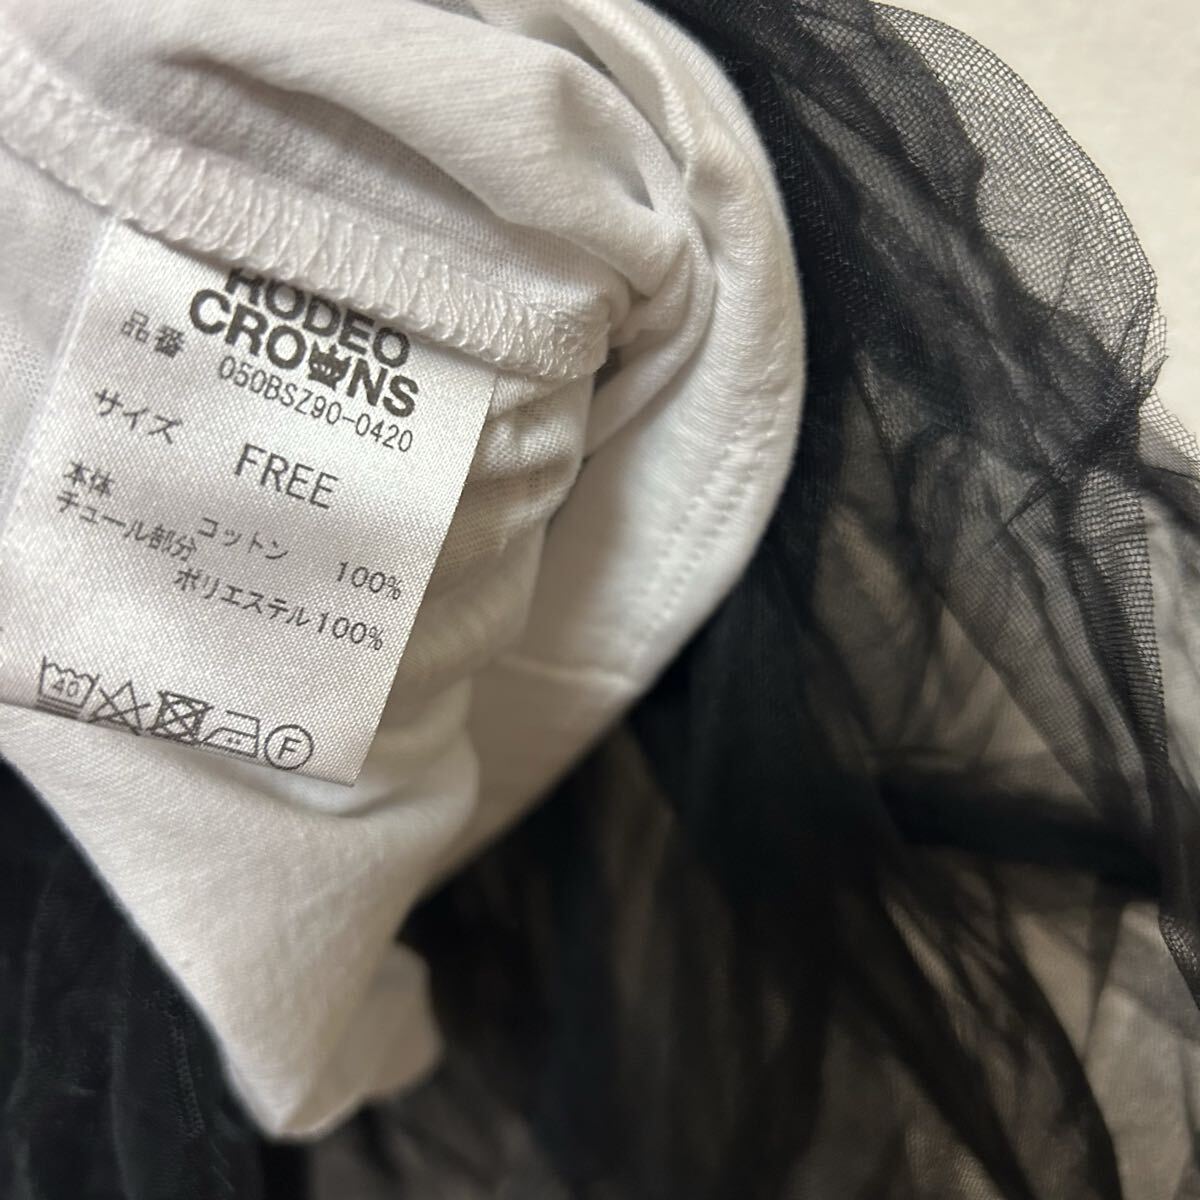 RODEO
CROWNS
品番 050BSZ90-0420
サイズ FREE
本体
コットン 100%
チュール部分
ポリエステル100%
40
F